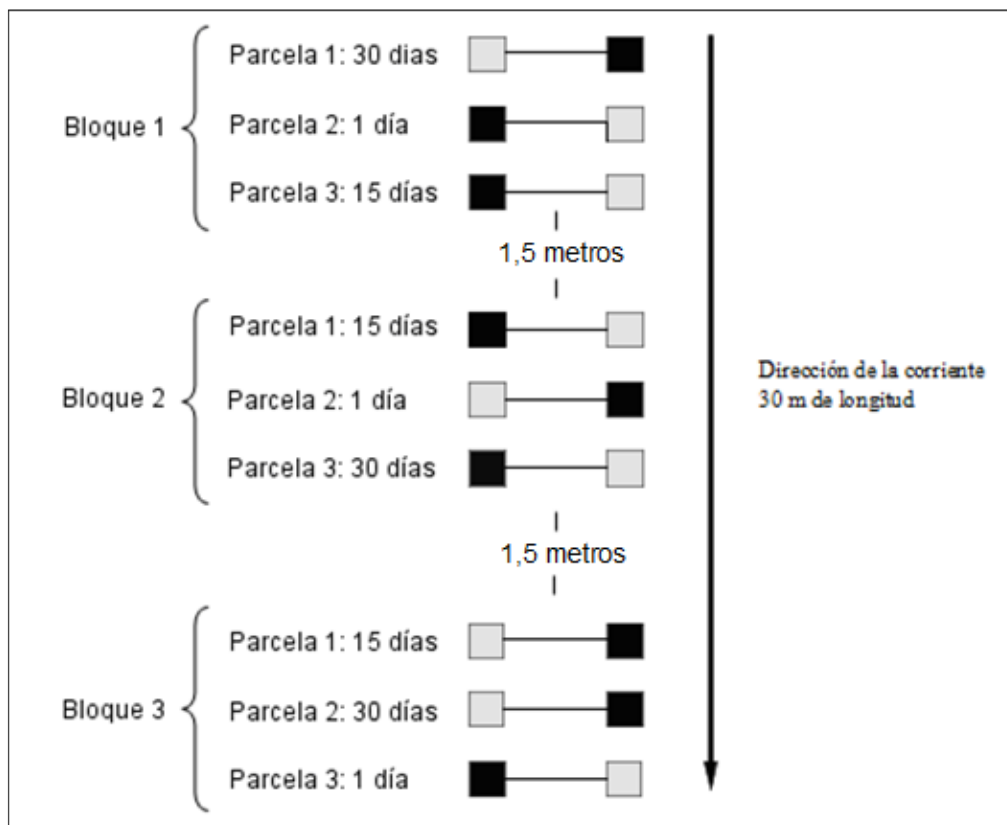 Parcela 1: 30 dias
Bloque 1
Parcela 2: 1 día
Parcela 3: 15 días
1,5 metros
Parcela 1: 15 días
Bloque 2
Parcela 2: 1 día
Parcela 3: 30 días
Dirección de la corriente
30 m de longitud
1,5 metros
Parcela 1: 15 días
Bloque 3
Parcela 2: 30 días
Parcela 3: 1 día